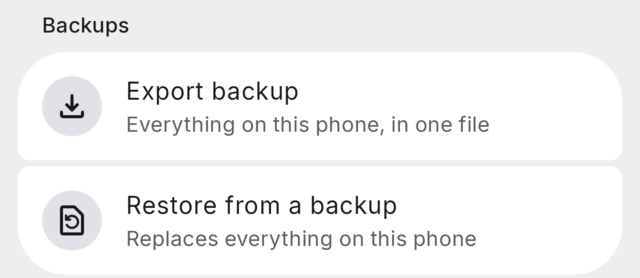 Backups
Export backup
Everything on this phone, in one file
Restore from a backup
Replaces everything on this phone